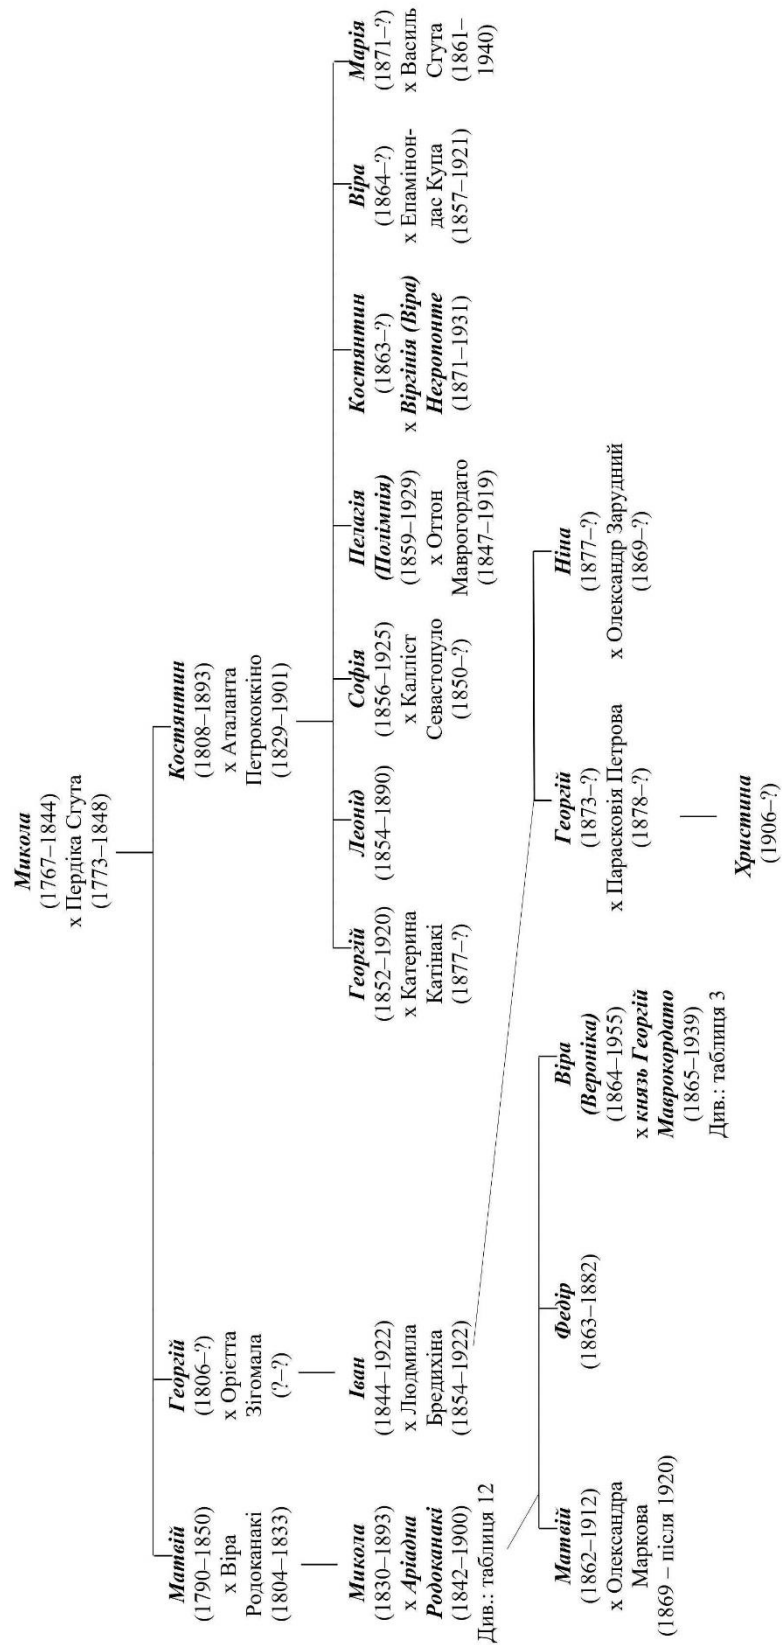 Микола
(1767–1844)
х Пердіка Сгута
(1773–1848)
Матвій
(1790–1850)
х Віра
Родоканакі
(1804–1833)
Георгій
(1806–?)
х Орієтта
Зігомала
(?–?)
Костянтин
(1808–1893)
х Аталанта
Петрококкіно
(1829–1901)
Микола
(1830–1893)
х Аріадна
Родоканакі
(1842–1900)
Див.: таблиця 12
Іван
(1844–1922)
х Людмила
Бредихіна
(1854–1922)
Георгій
(1852–1920)
х Катерина
Катінакі
(1877–?)
Леонід
(1854–1890)
Софія
(1856–1925)
х Калліст
Севастопуло
(1850–?)
Пелагія
(Полімнія)
(1859–1929)
х Оттон
Маврогордато
(1847–1919)
Костянтин
(1863–?)
х Віргінія (Віра)
Негропонте
(1871–1931)
Віра
(1864–?)
х Епамінон-
дас Купа
(1857–1921)
Марія
(1871–?)
х Василь
Сгута
(1861–
1940)
Матвій
(1862–1912)
х Олександра
Маркова
(1869 – після 1920)
Федір
(1863–1882)
Віра
(Вероніка)
(1864–1955)
х князь Георгій
Маврокордато
(1865–1939)
Див.: таблиця 3
Георгій
(1873–?)
х Парасковія Петрова
(1878–?)
Ніна
(1877–?)
х Олександр Зарудний
(1869–?)
Христина
(1906–?)